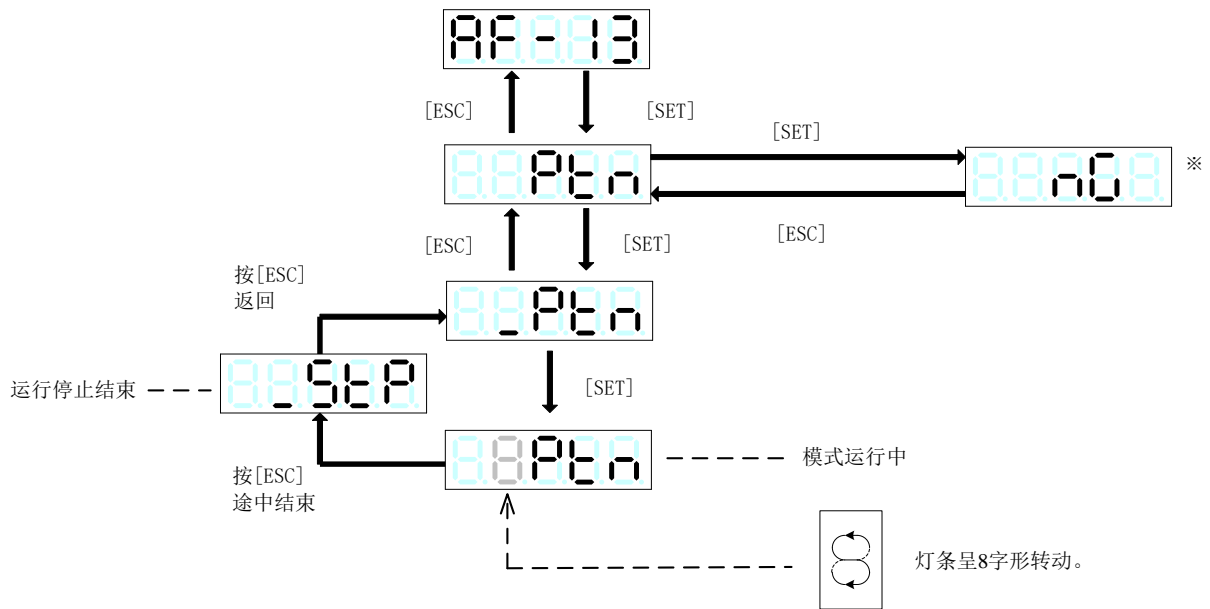 AF-13
[ESC]
[SET]
[SET]
Ptn
nG
※
[ESC]
[SET]
[ESC]
按[ESC]
返回
_Ptn
运行停止结束
_StP
[SET]
按[ESC]
途中结束
Ptn
模式运行中
灯条呈8字形转动。